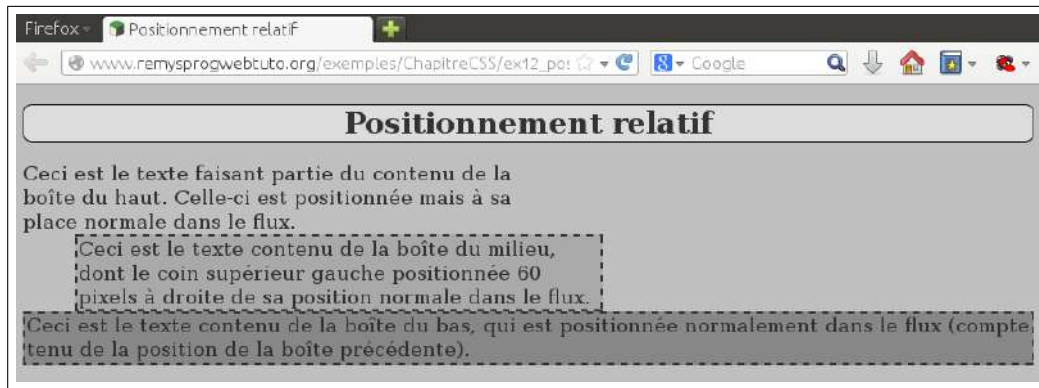 Firefox
Positionnement relatif
www.remysprogwebtuto.org/exemples/ChapitreCSS/ex12_po
Google
Positionnement relatif
Ceci est le texte faisant partie du contenu de la
boîte du haut. Celle-ci est positionnée mais à sa
place normale dans le flux.
Ceci est le texte contenu de la boîte du milieu,
dont le coin supérieur gauche positionnée 60
pixels à droite de sa position normale dans le flux.
Ceci est le texte contenu de la boîte du bas, qui est positionnée normalement dans le flux (compte
tenu de la position de la boîte précédente).